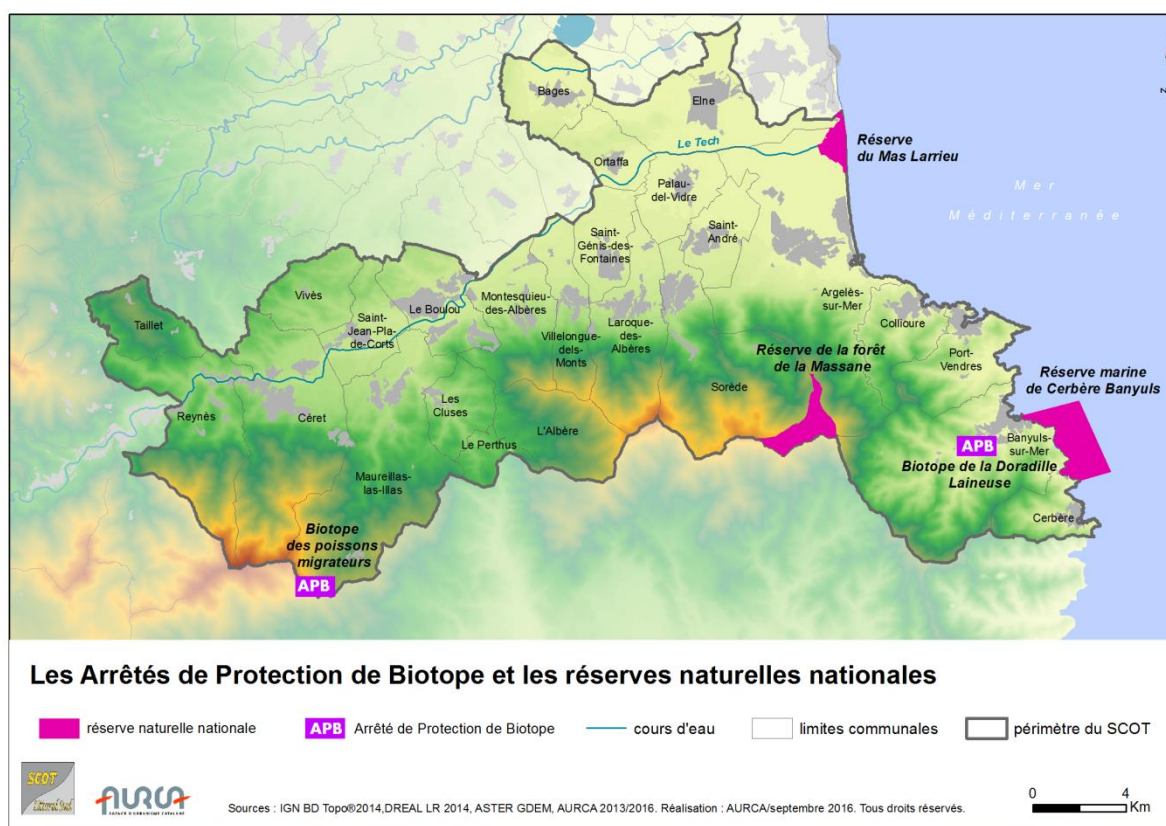 Bages
Elne
Le Tech
Réserve
du Mas Larrieu
Ortaffa
Palau-
del-Vidre
Mer
Méditerranée
Saint-
Génis-des-
Fontaines
Saint-
André
Vivès
Taillet
Saint-
Jean-Pla-
de-Corts
Le Boulou
Montesquieu-
des-Albères
Argelès-
sur-Mer
Collioure
Villelongue-
dels-
Monts
Laroque-
des-
Albères
Réserve de la forêt
de la Massane
Port-
Vendres
Réserve marine
de Cerbère Banyuls
Sorède
Reynès
Céret
Les
Cluses
L'Albère
Le Perthus
APB
Banyuls-
sur-Mer
Biotope de la Doradille
Laineuse
Maureillas-
las-Illas
Cerbère
Biotope
des poissons
migrateurs
APB
Les Arrêtés de Protection de Biotope et les réserves naturelles nationales
réserve naturelle nationale
APB Arrêté de Protection de Biotope
cours d'eau
limites communales
périmètre du SCOT
SCOT
Littoral Sud
AURCA
AGENCE D'URBANISME CATALANE
Sources : IGN BD Topo®2014,DREAL LR 2014, ASTER GDEM, AURCA 2013/2016. Réalisation : AURCA/septembre 2016. Tous droits réservés.
0 4
Km